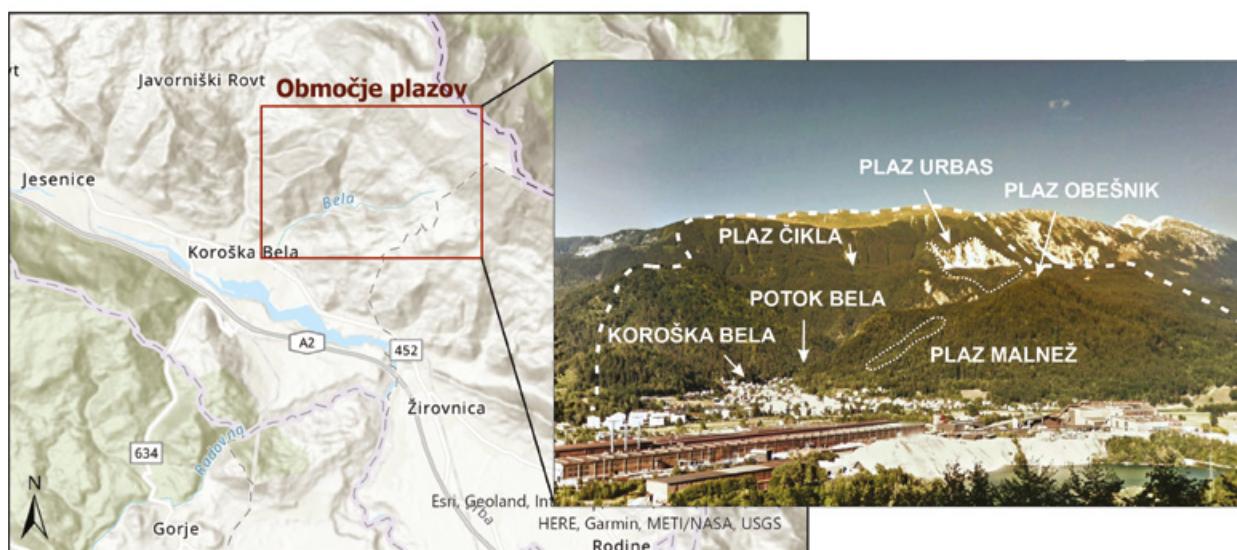 Javorniški Rovt
Območje plazov
Jesenice
Bela
Koroška Bela
A2
452
Žirovnica
634
Radovna
N
Gorje
Esri, Geoland, Int
HERE, Garmin, METI/NASA, USGS
Rodine
PLAZ URBAS
PLAZ OBEŠNIK
PLAZ ČIKLA
POTOK BELA
KOROŠKA BELA
PLAZ MALNEŽ